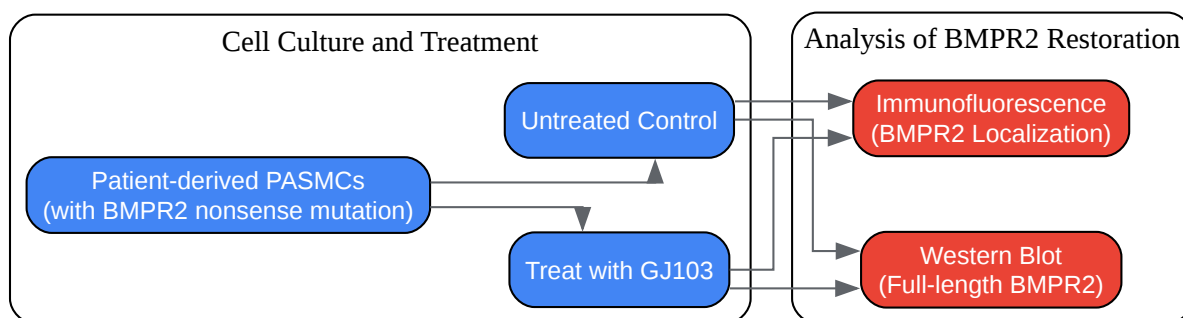 Cell Culture and Treatment
Untreated Control
Patient-derived PASMCs
(with BMPR2 nonsense mutation)
Treat with GJ103
Analysis of BMPR2 Restoration
Immunofluorescence
(BMPR2 Localization)
Western Blot
(Full-length BMPR2)